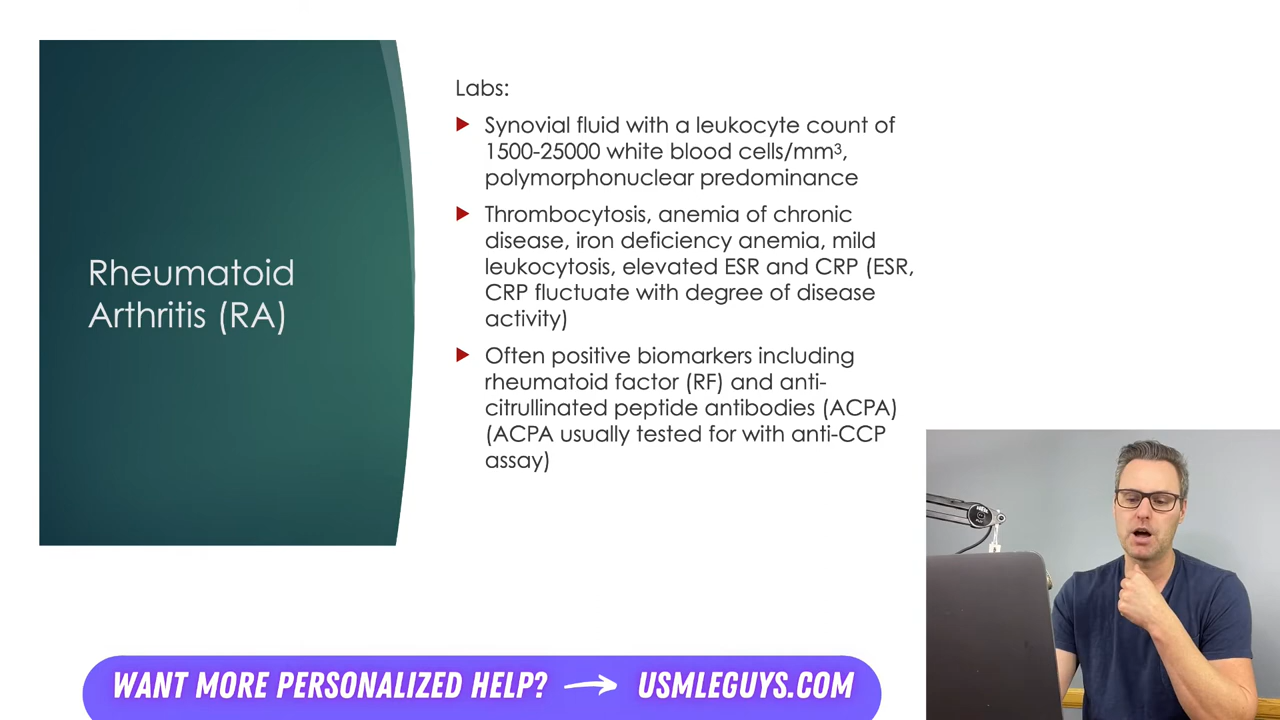 Rheumatoid
Arthritis (RA)
Labs:
Synovial fluid with a leukocyte count of
1500-25000 white blood cells/mm³,
polymorphonuclear predominance
Thrombocytosis, anemia of chronic
disease, iron deficiency anemia, mild
leukocytosis, elevated ESR and CRP (ESR,
CRP fluctuate with degree of disease
activity)
Often positive biomarkers including
rheumatoid factor (RF) and anti-
citrullinated peptide antibodies (ACPA)
(ACPA usually tested for with anti-CCP
assay)
WANT MORE PERSONALIZED HELP? → USMLEGUYS.COM